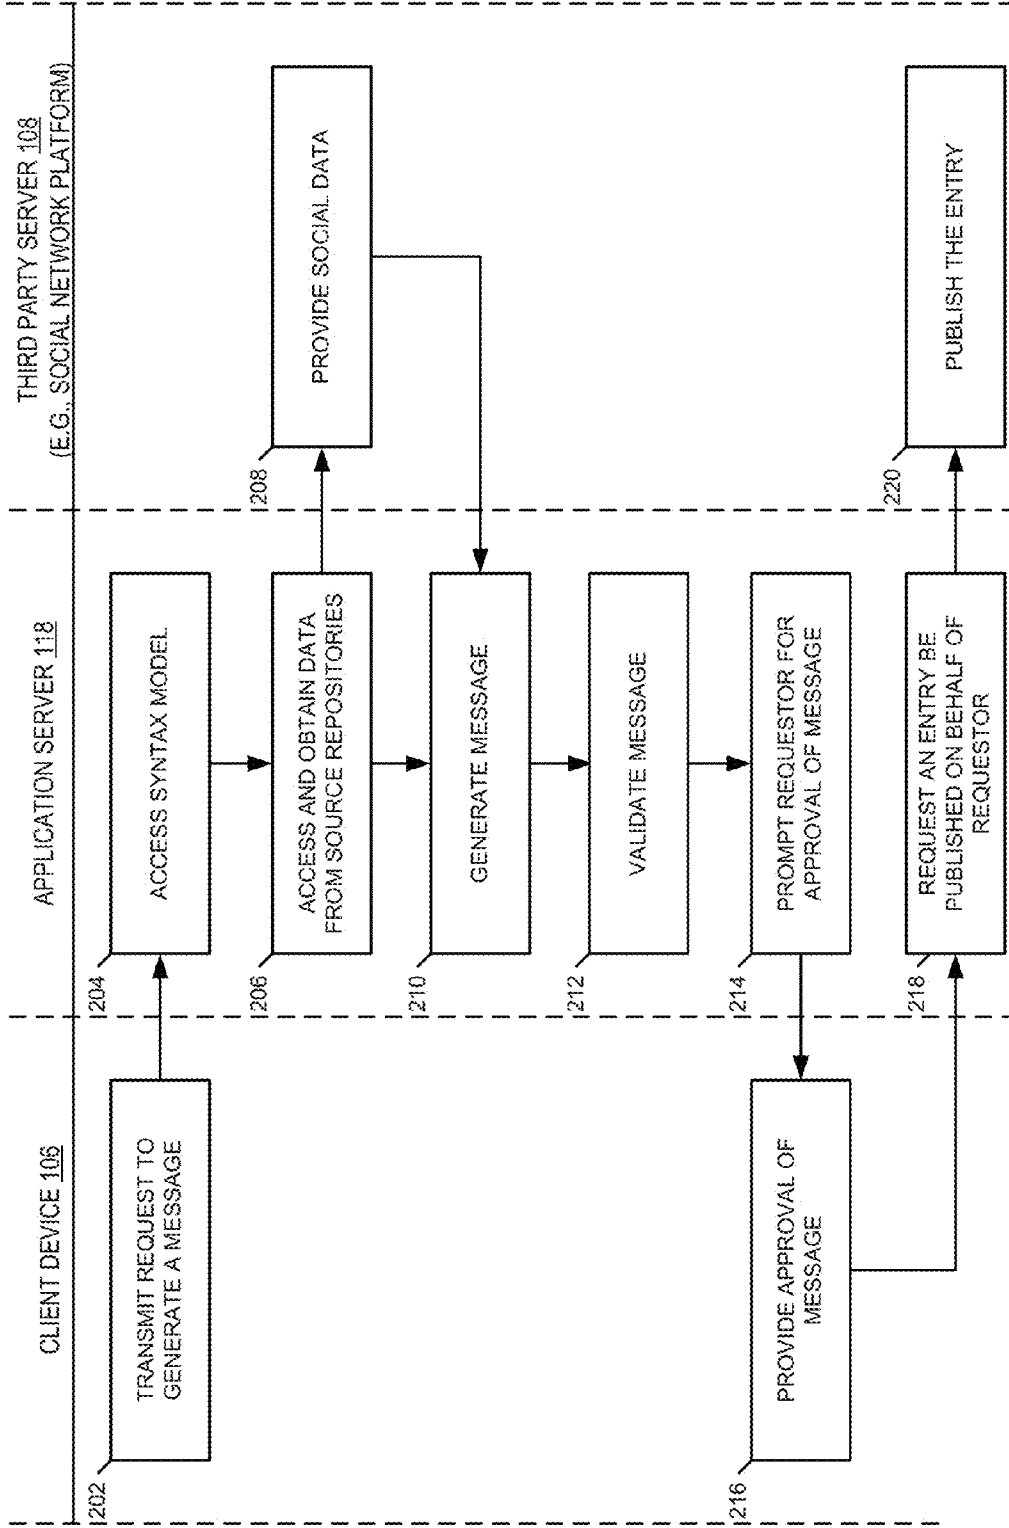 CLIENT DEVICE 106
APPLICATION SERVER 118
THIRD PARTY SERVER 108
(E.G., SOCIAL NETWORK PLATFORM)
202
TRANSMIT REQUEST TO
GENERATE A MESSAGE
204
ACCESS SYNTAX MODEL
206
ACCESS AND OBTAIN DATA
FROM SOURCE REPOSITORIES
208
PROVIDE SOCIAL DATA
210
GENERATE MESSAGE
212
VALIDATE MESSAGE
214
PROMPT REQUESTOR FOR
APPROVAL OF MESSAGE
216
PROVIDE APPROVAL OF
MESSAGE
218
REQUEST AN ENTRY BE
PUBLISHED ON BEHALF OF
REQUESTOR
220
PUBLISH THE ENTRY